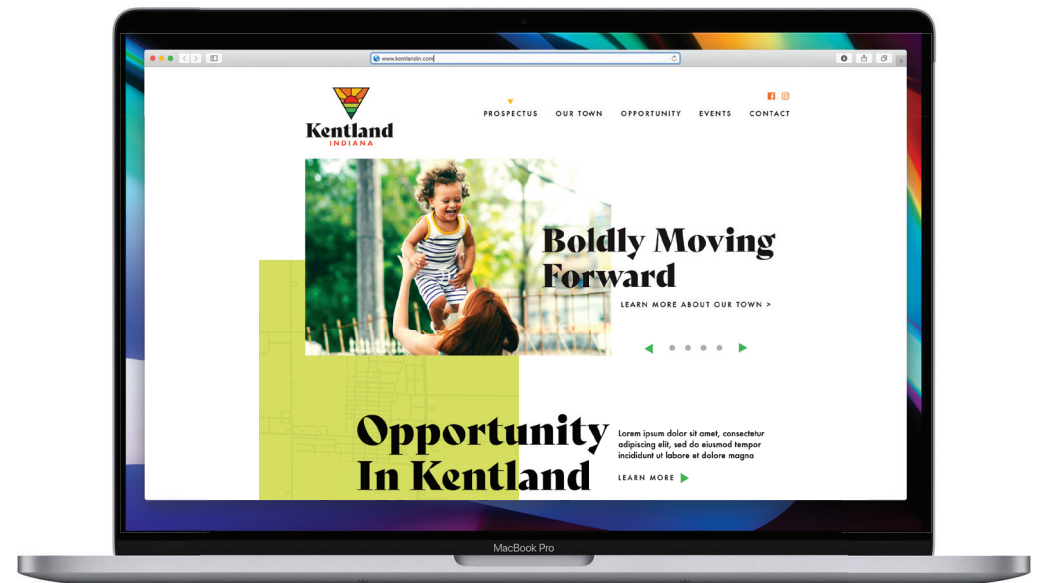 www.kentlandin.com
Kentland
INDIANA
PROSPECTUS OUR TOWN OPPORTUNITY EVENTS CONTACT
Boldly Moving
Forward
LEARN MORE ABOUT OUR TOWN >
Opportunity
In Kentland
Lorem ipsum dolor sit amet, consectetur
adipiscing elit, sed do eiusmod tempor
incididunt ut labore et dolore magna
LEARN MORE
MacBook Pro